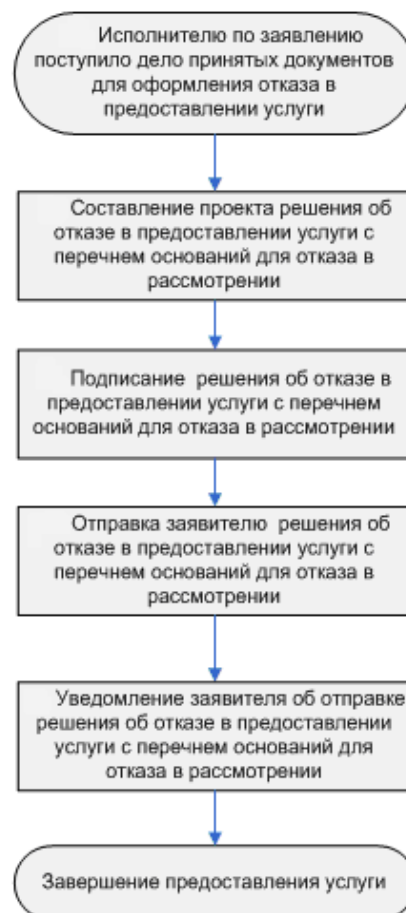 Исполнителю по заявлению
поступило дело принятых документов
для оформления отказа в
предоставлении услуги
Составление проекта решения об
отказе в предоставлении услуги с
перечнем оснований для отказа в
рассмотрении
Подписание решения об отказе в
предоставлении услуги с перечнем
оснований для отказа в рассмотрении
Отправка заявителю решения об
отказе в предоставлении услуги с
перечнем оснований для отказа в
рассмотрении
Уведомление заявителя об отправке
решения об отказе в предоставлении
услуги с перечнем оснований для
отказа в рассмотрении
Завершение предоставления услуги